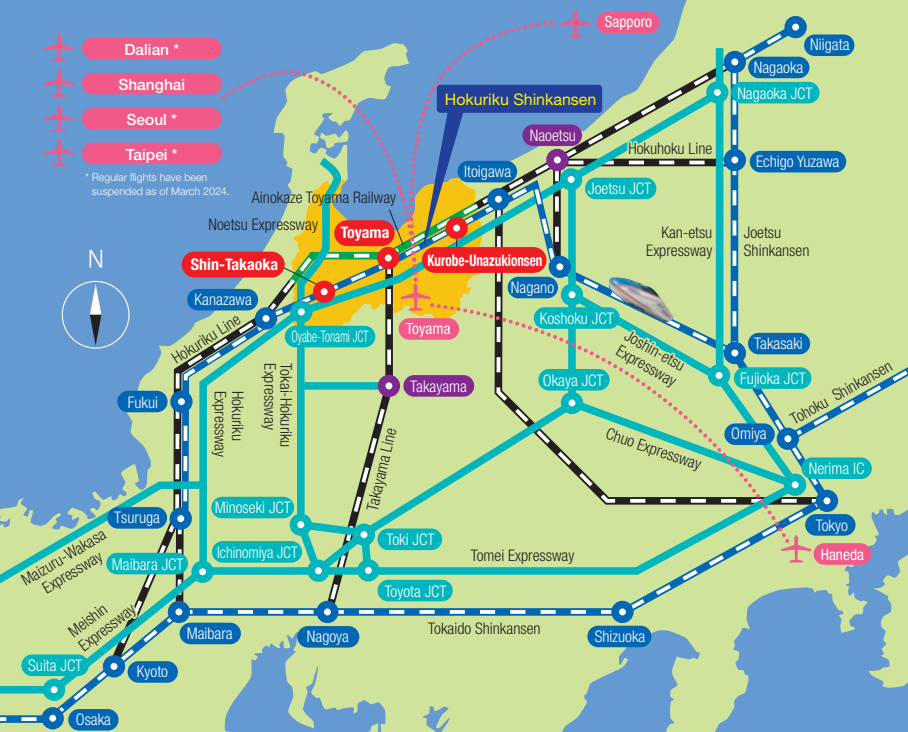 Dalian *
Shanghai
Seoul *
Taipei *
* Regular flights have been
suspended as of March 2024.
Sapporo
Niigata
Nagaoka
Nagaoka JCT
Hokuriku Shinkansen
Naoetsu
Hokuhoku Line
Echigo Yuzawa
Itoigawa
Joetsu JCT
Ainokaze Toyama Railway
Noetsu Expressway
Toyama
Kurobe-Unazukionsen
Shin-Takaoka
Kan-etsu
Expressway
Joetsu
Shinkansen
N
Kanazawa
Nagano
Koshoku JCT
Toyama
Oyabe-Tonami JCT
Hokuriku Line
Takasaki
Joshin-etsu
Expressway
Fujioka JCT
Okaya JCT
Takayama
Tokai-Hokuriku
Expressway
Hokuriku
Expressway
Fukui
Tohoku Shinkansen
Omiya
Chuo Expressway
Takayama Line
Nerima IC
Minoseki JCT
Tsuruga
Tokyo
Toki JCT
Ichinomiya JCT
Haneda
Maizuru-Wakasa
Expressway
Maibara JCT
Tomei Expressway
Toyota JCT
Meishin
Expressway
Maibara
Nagoya
Tokaido Shinkansen
Shizuoka
Suita JCT
Kyoto
Osaka